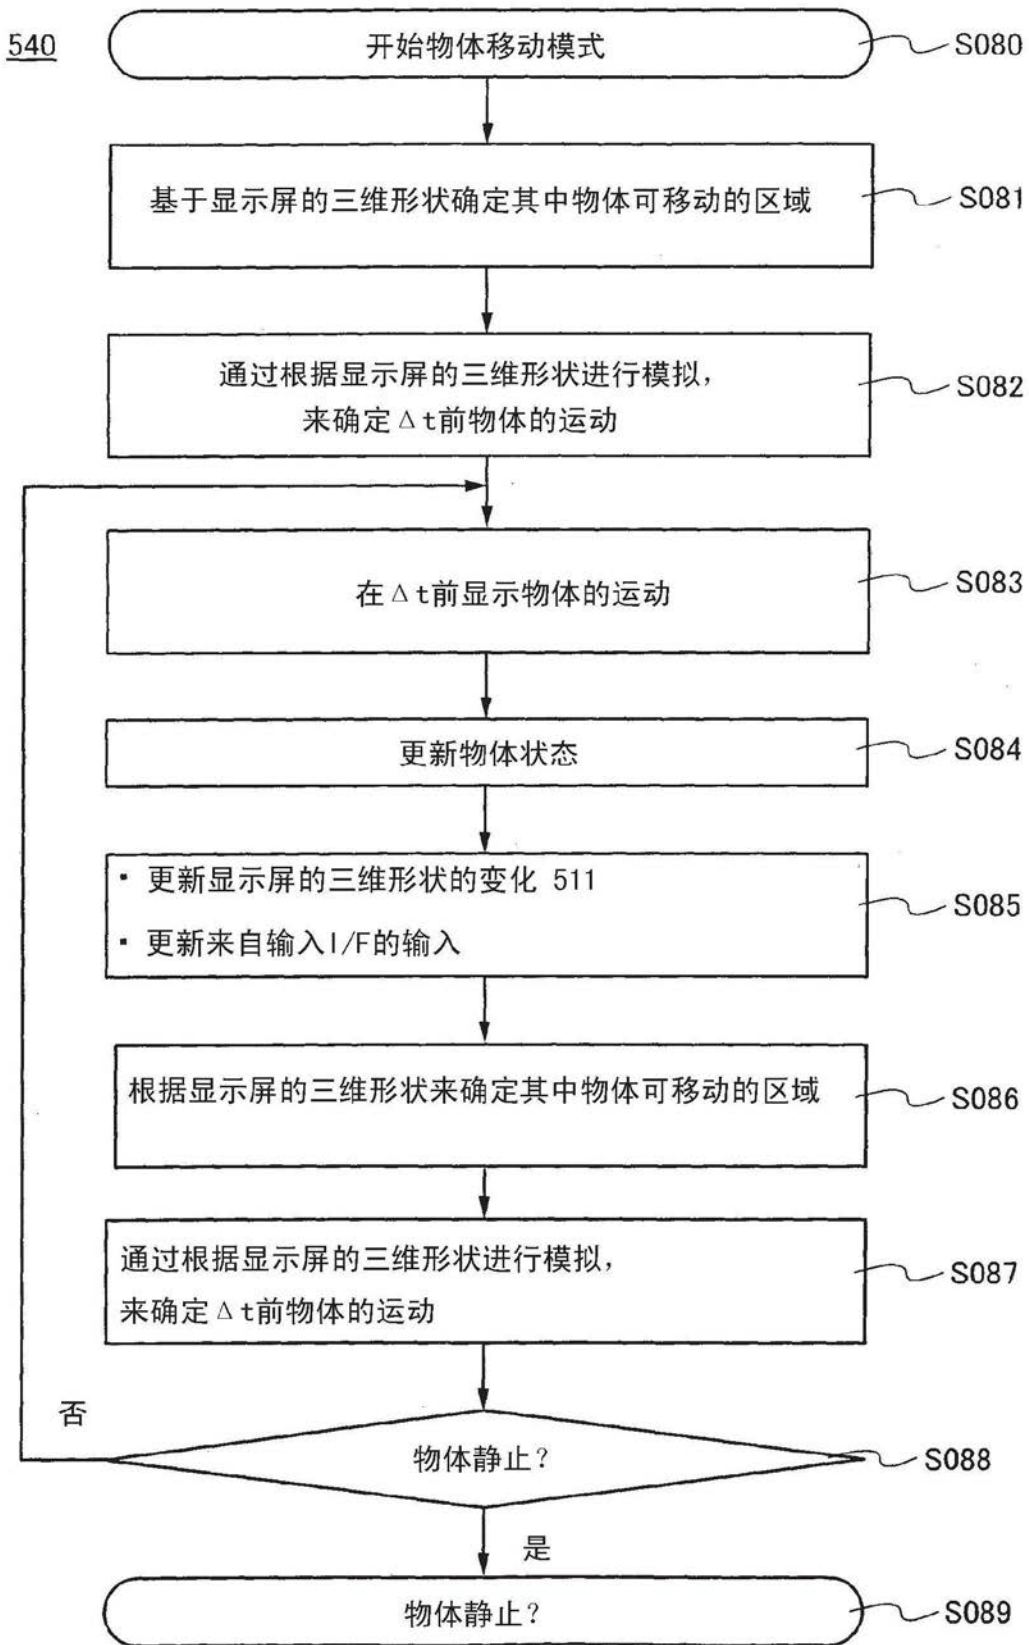 540
开始物体移动模式
S080
基于显示屏的三维形状确定其中物体可移动的区域
S081
通过根据显示屏的三维形状进行模拟，
来确定Δt前物体的运动
S082
在Δt前显示物体的运动
S083
更新物体状态
S084
▪ 更新显示屏的三维形状的变化 511
▪ 更新来自输入I/F的输入
S085
根据显示屏的三维形状来确定其中物体可移动的区域
S086
通过根据显示屏的三维形状进行模拟，
来确定Δt前物体的运动
S087
否
物体静止？
S088
是
物体静止？
S089